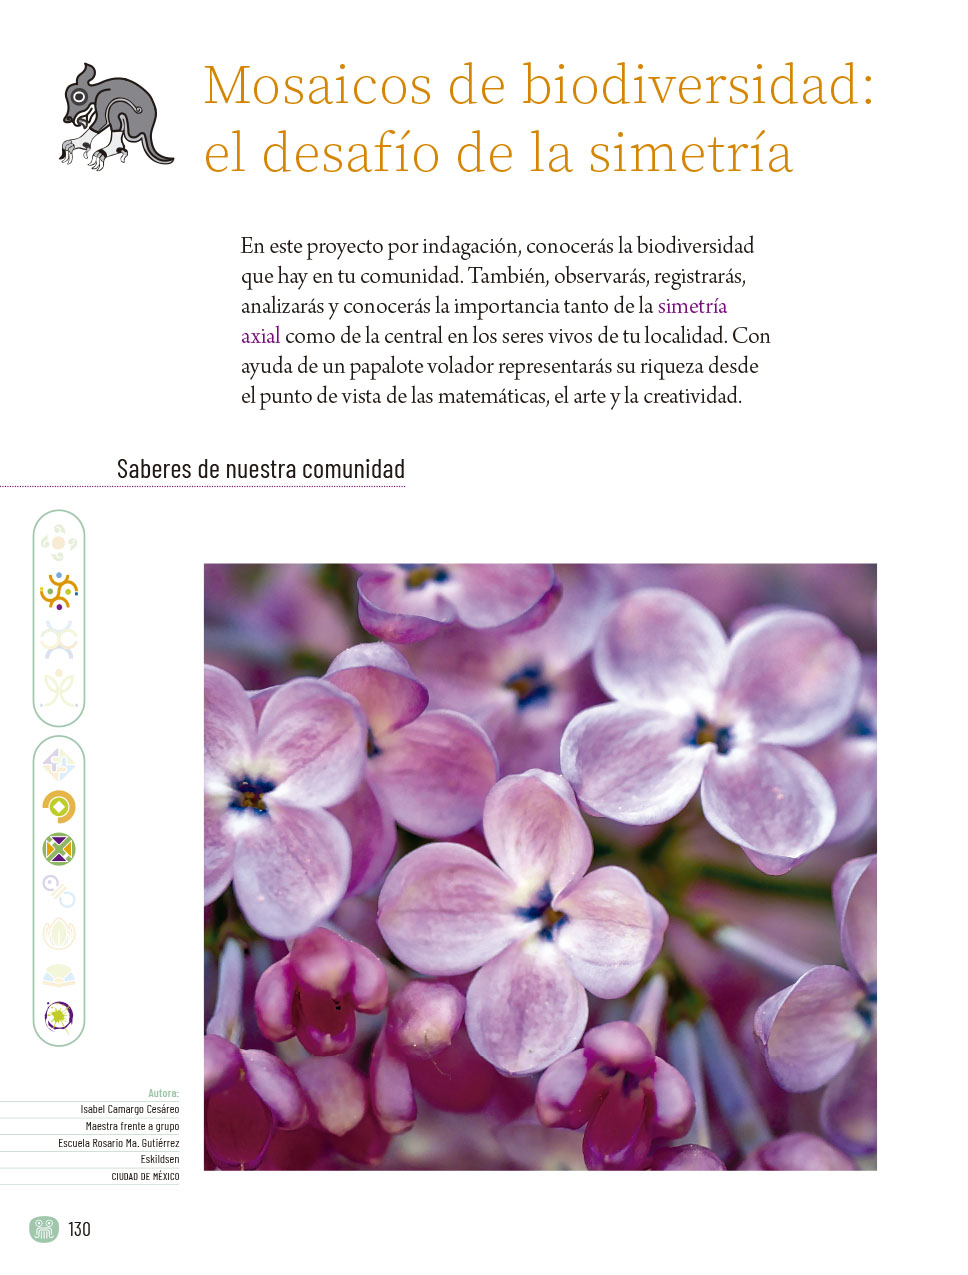 Mosaicos de biodiversidad:
el desafío de la simetría
En este proyecto por indagación, conocerás la biodiversidad
que hay en tu comunidad. También, observarás, registrarás,
analizarás y conocerás la importancia tanto de la simetría
axial como de la central en los seres vivos de tu localidad. Con
ayuda de un papalote volador representarás su riqueza desde
el punto de vista de las matemáticas, el arte y la creatividad.
Saberes de nuestra comunidad
Autora:
Isabel Camargo Cesáreo
Maestra frente a grupo
Escuela Rosario Ma. Gutiérrez
Eskildsen
CIUDAD DE MÉXICO
130